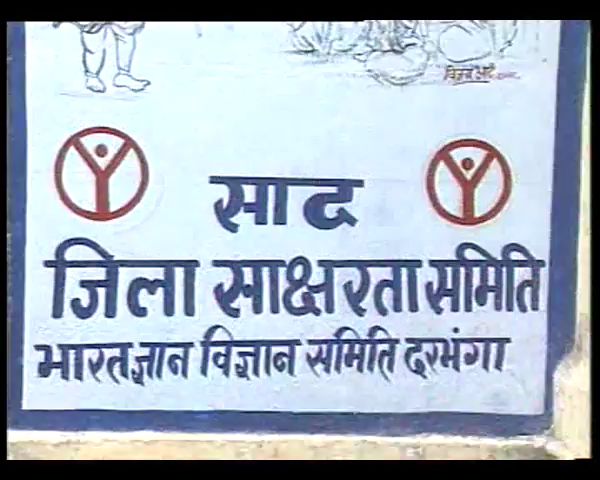 साद
जिला साक्षरता समिति
भारत ज्ञान विज्ञान समिति दरभंगा